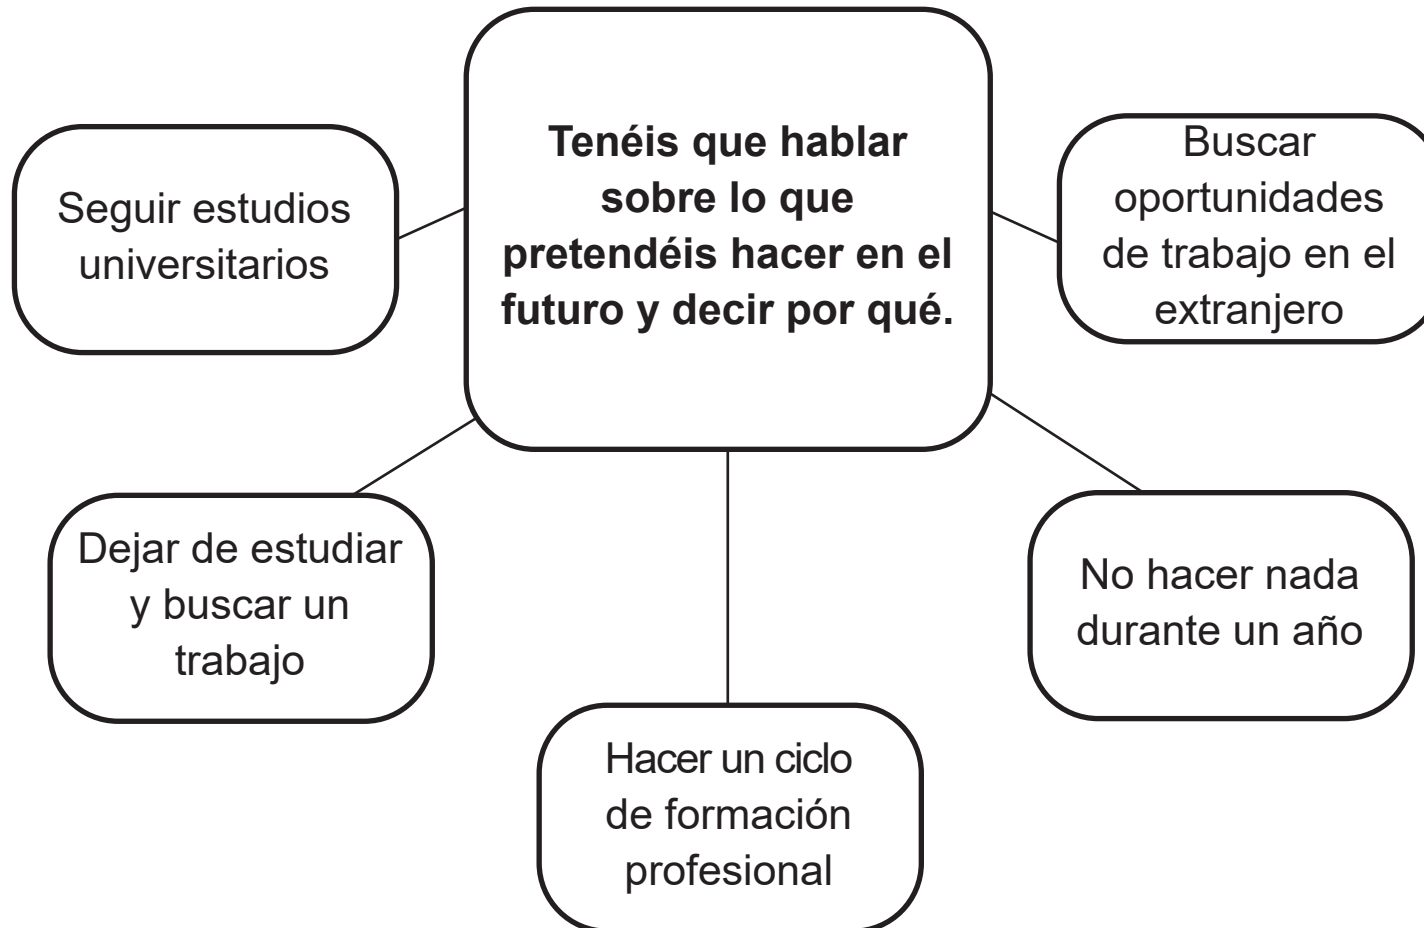 Tenéis que hablar
sobre lo que
pretendéis hacer en el
futuro y decir por qué.
Seguir estudios
universitarios
Buscar
oportunidades
de trabajo en el
extranjero
Dejar de estudiar
y buscar un
trabajo
No hacer nada
durante un año
Hacer un ciclo
de formación
profesional